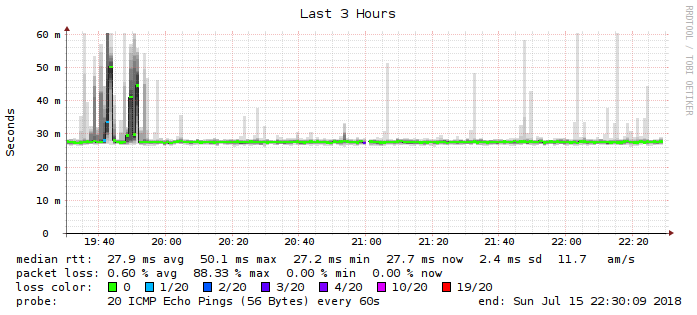 Last 3 Hours
RRDTOOL / TOBI OETIKER
Seconds
60 m
50 m
40 m
30 m
20 m
10 m
0
19:40 20:00 20:20 20:40 21:00 21:20 21:40 22:00 22:20
median rtt: 27.9 ms avg 50.1 ms max 27.2 ms min 27.7 ms now 2.4 ms sd 11.7 am/s
packet loss: 0.60 % avg 88.33 % max 0.00 % min 0.00 % now
loss color: 0 1/20 2/20 3/20 4/20 10/20 19/20
probe: 20 ICMP Echo Pings (56 Bytes) every 60s end: Sun Jul 15 22:30:09 2018